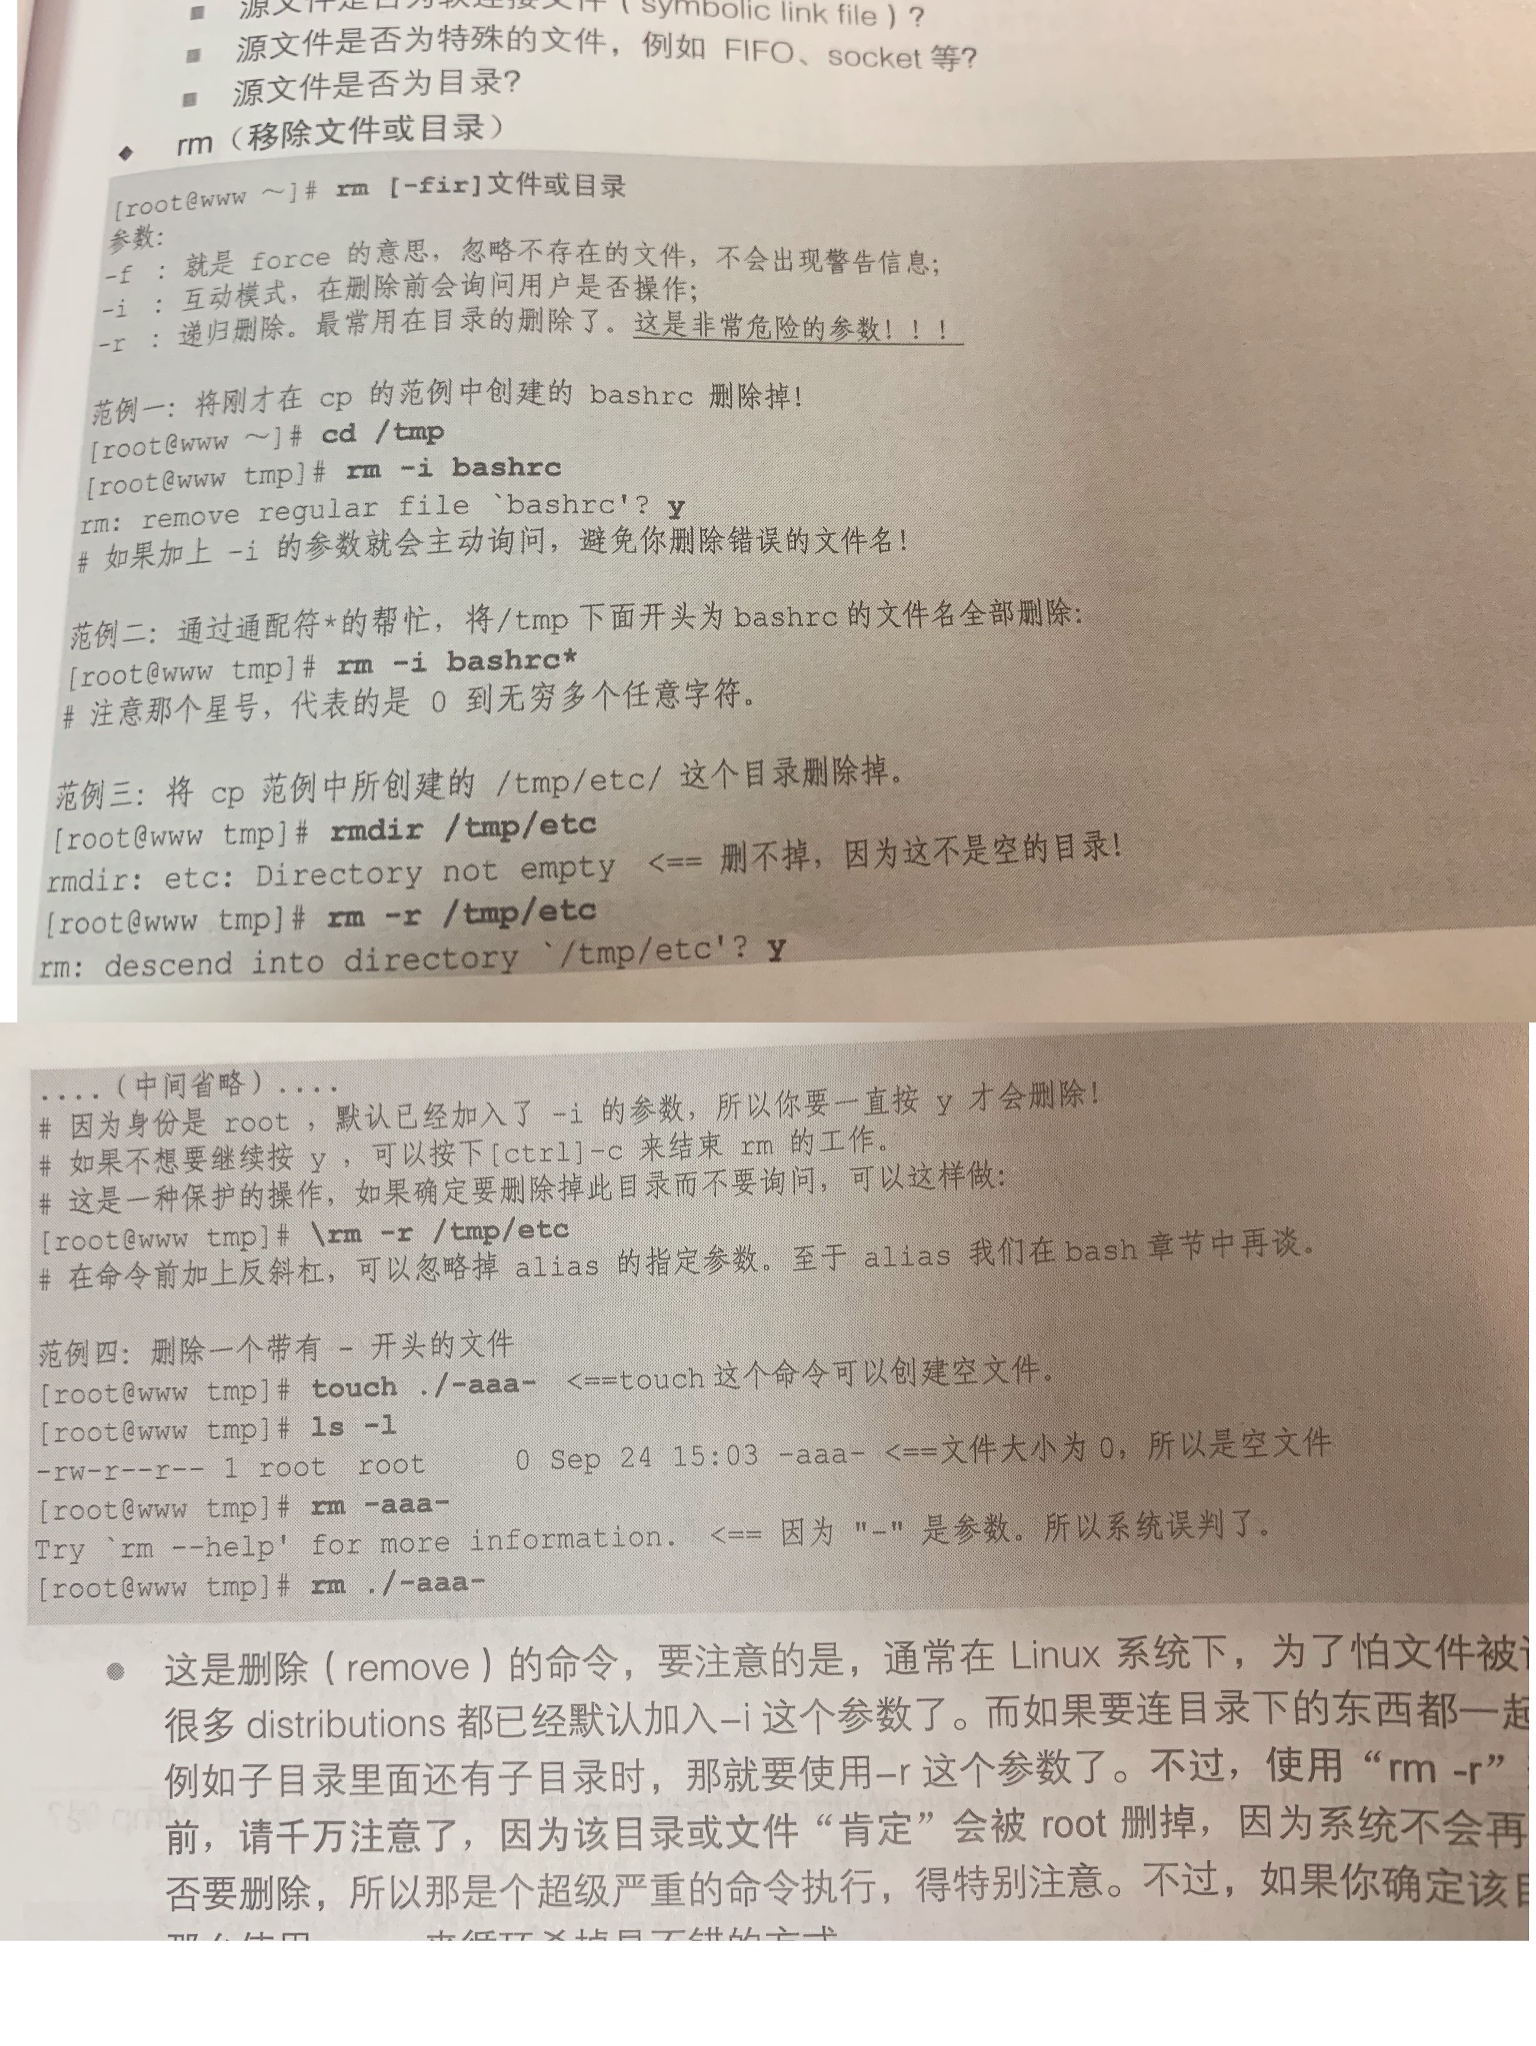 ■ 源文件是否为软连接文件（symbolic link file）?
■ 源文件是否为特殊的文件，例如 FIFO、socket 等?
■ 源文件是否为目录?
◆ rm（移除文件或目录）
[root@www ～]# rm [-fir]文件或目录
参数:
-f ：就是 force 的意思，忽略不存在的文件，不会出现警告信息;
-i ：互动模式，在删除前会询问用户是否操作;
-r ：递归删除。最常用在目录的删除了。这是非常危险的参数!!!
范例一：将刚才在 cp 的范例中创建的 bashrc 删除掉!
[root@www ～]# cd /tmp
[root@www tmp]# rm -i bashrc
rm: remove regular file `bashrc'? y
# 如果加上 -i 的参数就会主动询问，避免你删除错误的文件名!
范例二：通过通配符*的帮忙，将/tmp 下面开头为 bashrc 的文件名全部删除:
[root@www tmp]# rm -i bashrc*
# 注意那个星号，代表的是 0 到无穷多个任意字符。
范例三：将 cp 范例中所创建的 /tmp/etc/ 这个目录删除掉。
[root@www tmp]# rmdir /tmp/etc
rmdir: etc: Directory not empty <== 删不掉，因为这不是空的目录!
[root@www tmp]# rm -r /tmp/etc
rm: descend into directory `/tmp/etc'? y
....（中间省略）....
# 因为身份是 root ，默认已经加入了 -i 的参数，所以你要一直按 y 才会删除!
# 如果不想要继续按 y ，可以按下[ctrl]-c 来结束 rm 的工作。
# 这是一种保护的操作，如果确定要删除掉此目录而不要询问，可以这样做:
[root@www tmp]# \rm -r /tmp/etc
# 在命令前加上反斜杠，可以忽略掉 alias 的指定参数。至于 alias 我们在 bash 章节中再谈。
范例四：删除一个带有 - 开头的文件
[root@www tmp]# touch ./-aaa- <==touch 这个命令可以创建空文件。
[root@www tmp]# ls -l
-rw-r--r-- 1 root root 0 Sep 24 15:03 -aaa- <==文件大小为 0，所以是空文件
[root@www tmp]# rm -aaa-
Try `rm --help' for more information. <== 因为 "-" 是参数。所以系统误判了。
[root@www tmp]# rm ./-aaa-
● 这是删除（remove）的命令，要注意的是，通常在 Linux 系统下，为了怕文件被
很多 distributions 都已经默认加入–i 这个参数了。而如果要连目录下的东西都一起
例如子目录里面还有子目录时，那就要使用–r 这个参数了。不过，使用“rm -r”
前，请千万注意了，因为该目录或文件“肯定”会被 root 删掉，因为系统不会再
否要删除，所以那是个超级严重的命令执行，得特别注意。不过，如果你确定该